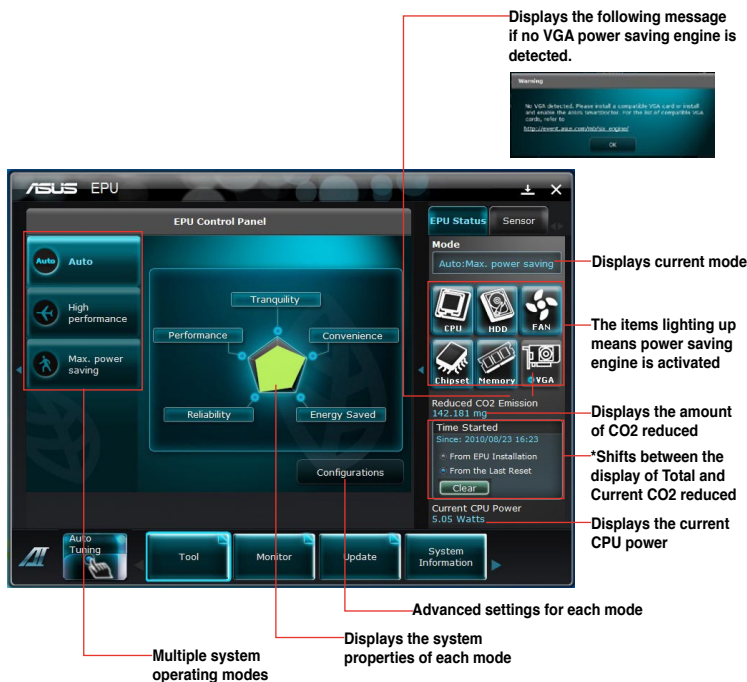 Displays the following message
if no VGA power saving engine is
detected.
Warning
No VGA detected. Please install a compatible VGA card or install
and enable the ASUS SmartDoctor. For the list of compatible VGA
cards, refer to
http://event.asus.com/mb/six_engine/
OK
ASUS EPU
EPU Control Panel
EPU Status
Sensor
Auto
Auto
High
performance
Max. power
saving
Tranquility
Performance
Convenience
Reliability
Energy Saved
Configurations
Mode
Auto:Max. power saving
CPU
HDD
FAN
Chipset
Memory
VGA
Reduced CO2 Emission
142.181 mg
Time Started
Since: 2010/08/23 16:23
From EPU Installation
From the Last Reset
Clear
Current CPU Power
5.05 Watts
Displays current mode
The items lighting up
means power saving
engine is activated
Displays the amount
of CO2 reduced
*Shifts between the
display of Total and
Current CO2 reduced
Displays the current
CPU power
Auto
Tuning
Tool
Monitor
Update
System
Information
Advanced settings for each mode
Displays the system
properties of each mode
Multiple system
operating modes